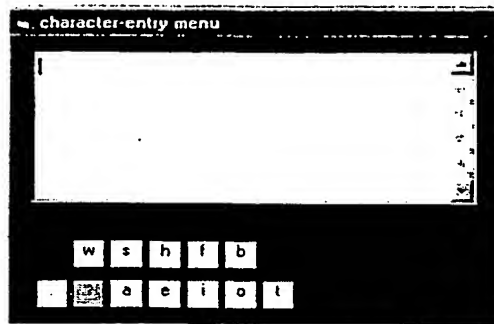 character-entry menu
w s h f b
. a e i o t